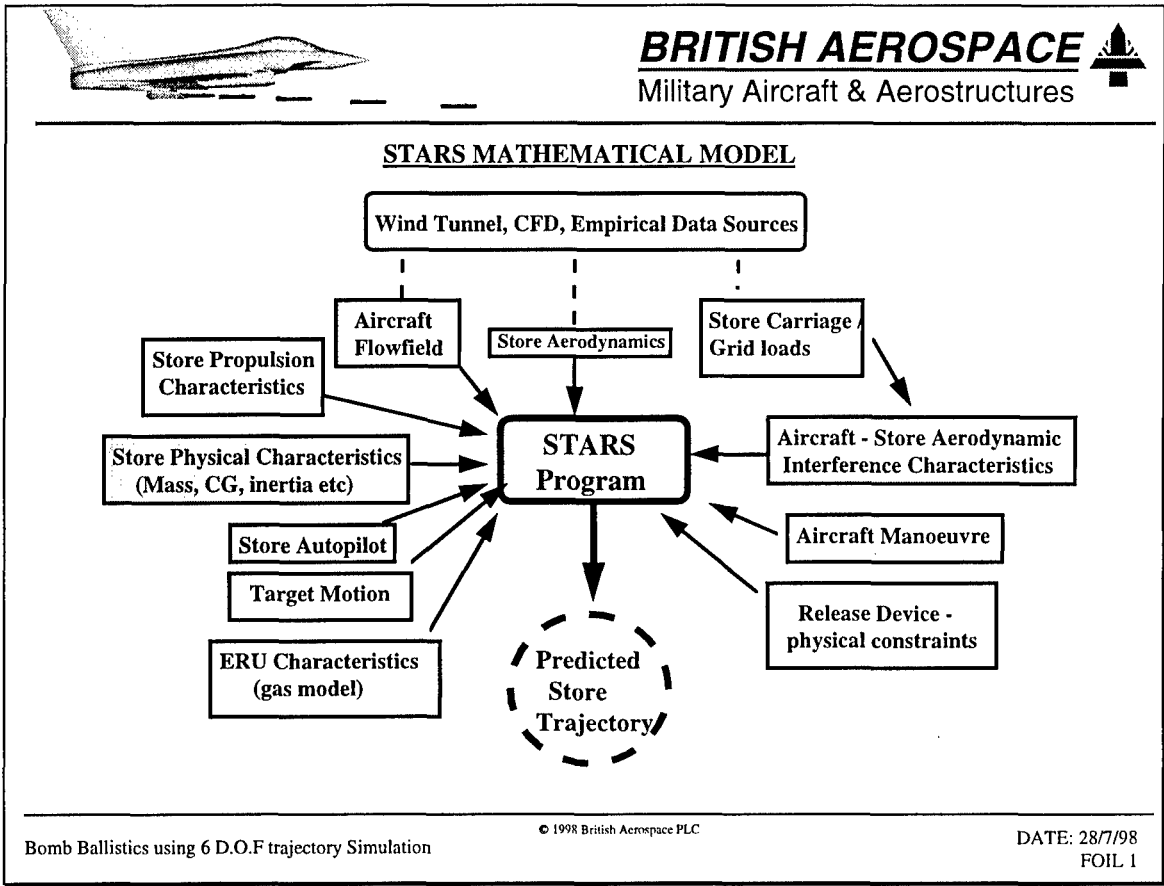 BRITISH AEROSPACE
Military Aircraft & Aerostructures
STARS MATHEMATICAL MODEL
Wind Tunnel, CFD, Empirical Data Sources
Aircraft
Flowfield
Store Aerodynamics
Store Carriage /
Grid loads
Store Propulsion
Characteristics
STARS
Program
Aircraft - Store Aerodynamic
Interference Characteristics
Store Physical Characteristics
(Mass, CG, inertia etc)
Store Autopilot
Aircraft Manoeuvre
Target Motion
Release Device -
physical constraints
ERU Characteristics
(gas model)
Predicted
Store
Trajectory
© 1998 British Aerospace PLC
Bomb Ballistics using 6 D.O.F trajectory Simulation
DATE: 28/7/98
FOIL 1